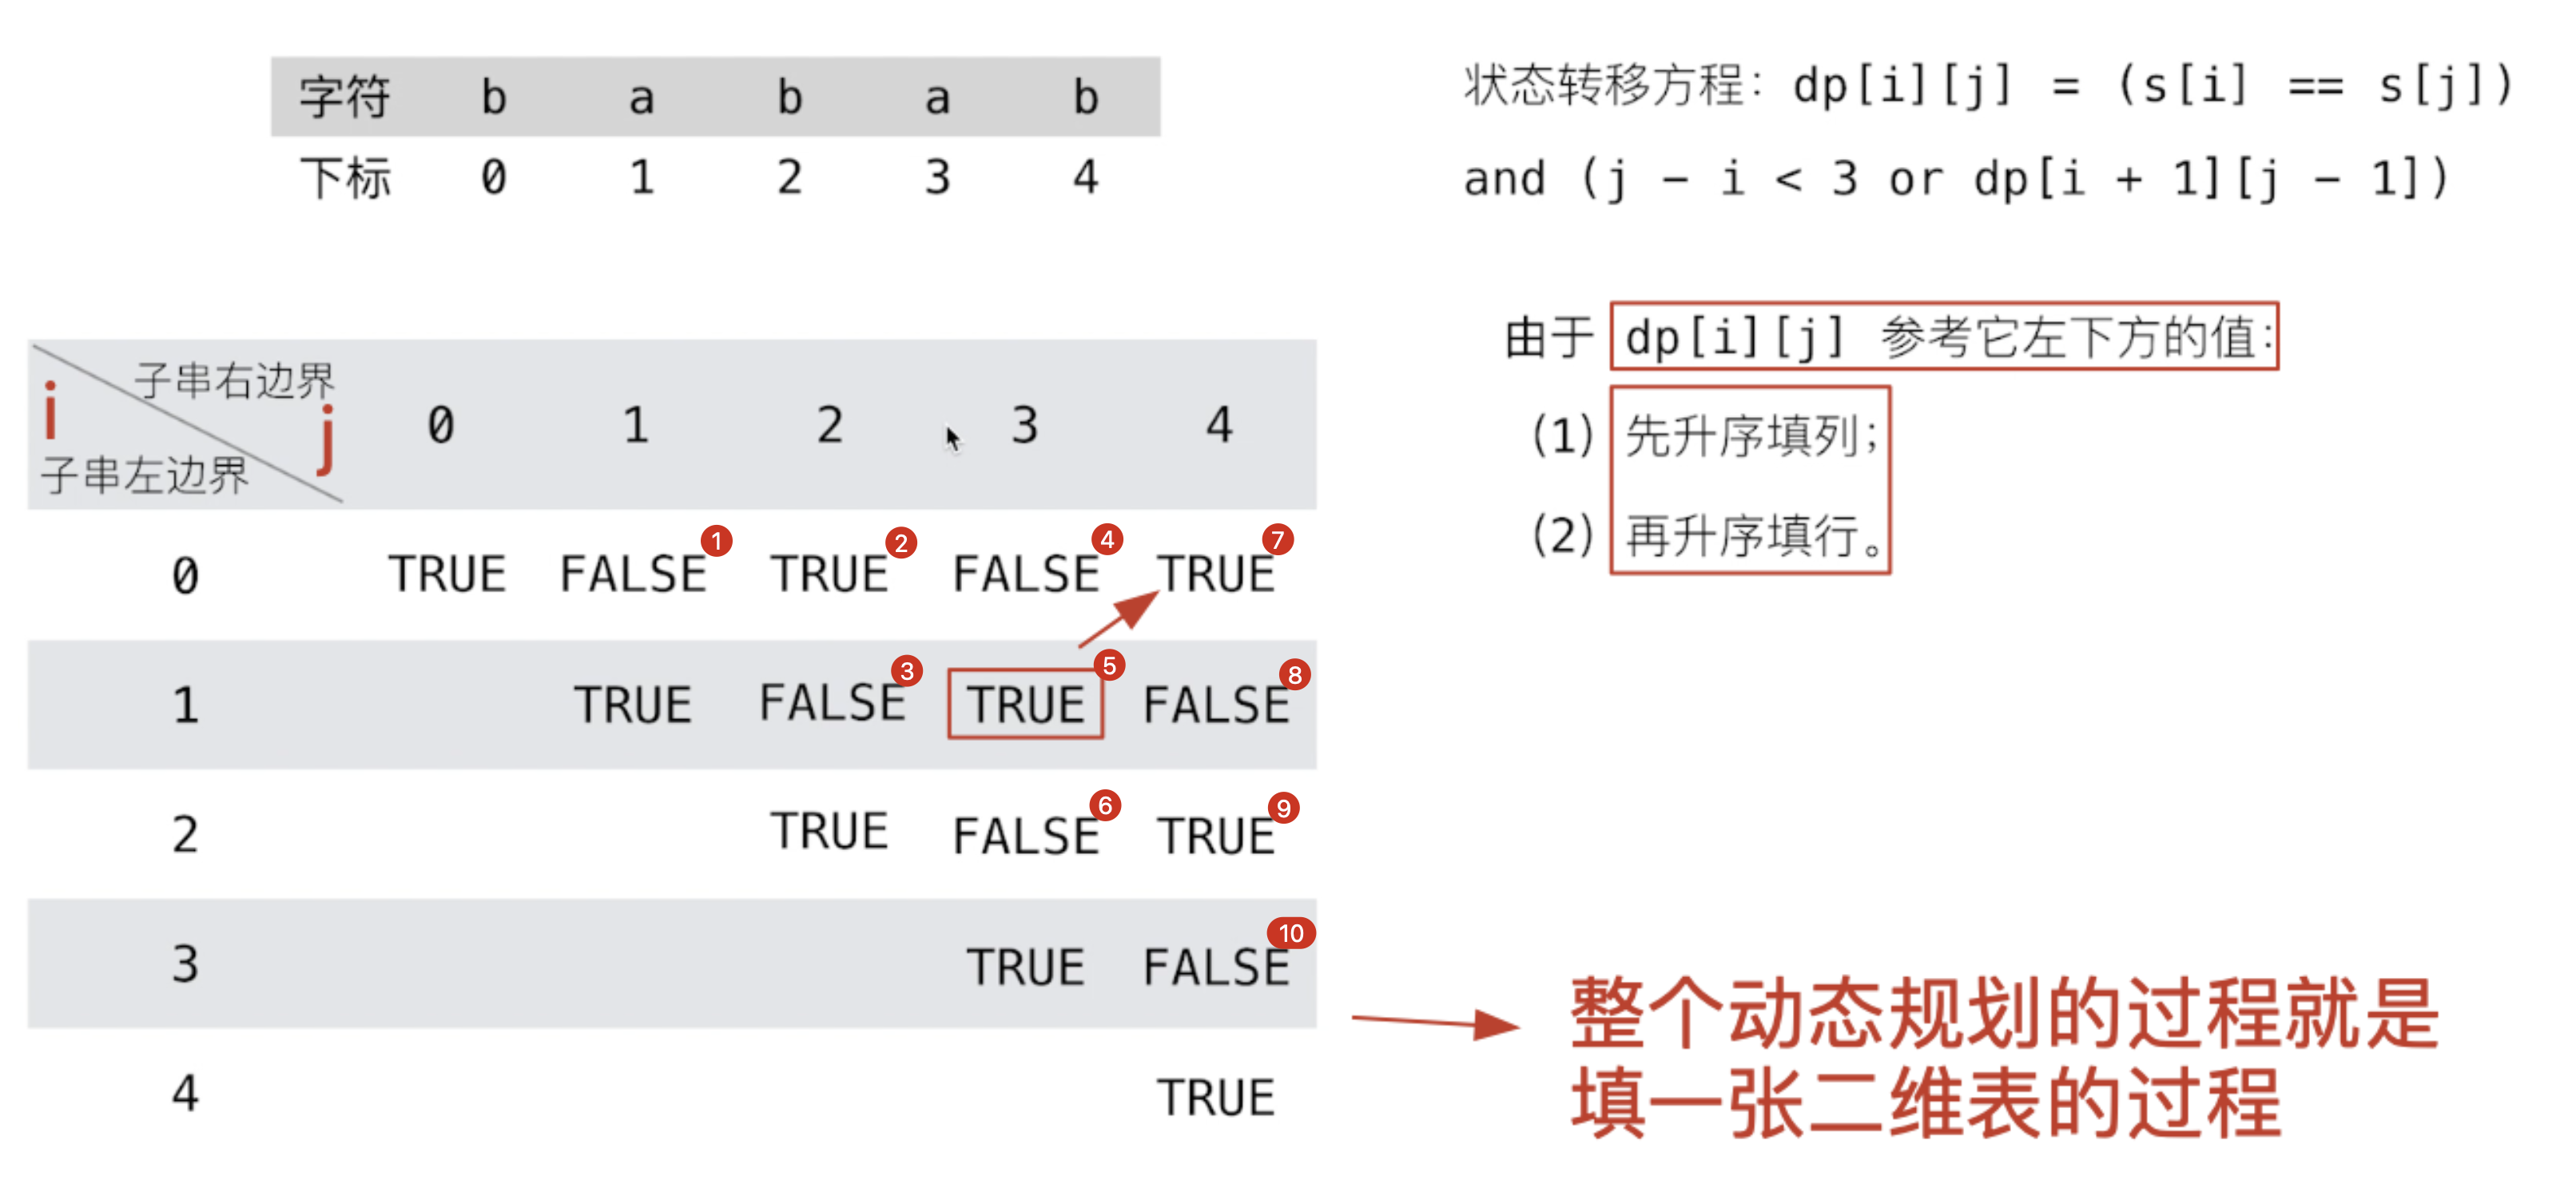 字符 b a b a b
下标 0 1 2 3 4
状态转移方程：dp[i][j] = (s[i] == s[j])
and (j - i < 3 or dp[i + 1][j - 1])
由于 dp[i][j] 参考它左下方的值：
(1) 先升序填列；
(2) 再升序填行。
子串右边界
i j 0 1 2 3 4
子串左边界
0 TRUE FALSE 1 TRUE 2 FALSE 4 TRUE 7
1 TRUE FALSE 3 TRUE 5 FALSE 8
2 TRUE FALSE 6 TRUE 9
3 TRUE FALSE 10
4 TRUE
整个动态规划的过程就是
填一张二维表的过程